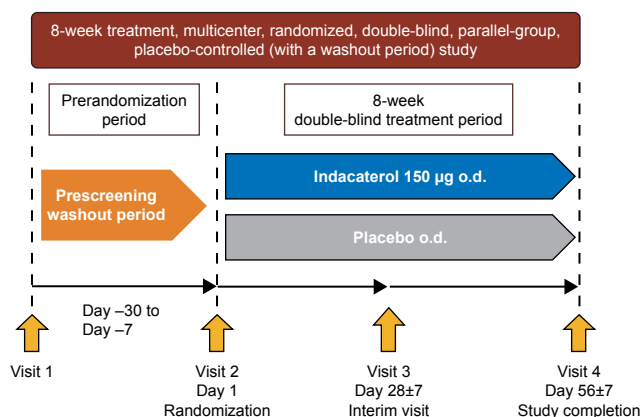 8-week treatment, multicenter, randomized, double-blind, parallel-group,
placebo-controlled (with a washout period) study
Prerandomization
period
8-week
double-blind treatment period
Prescreening
washout period
Indacaterol 150 µg o.d.
Placebo o.d.
Day –30 to
Day –7
Visit 1
Visit 2
Day 1
Randomization
Visit 3
Day 28±7
Interim visit
Visit 4
Day 56±7
Study completion